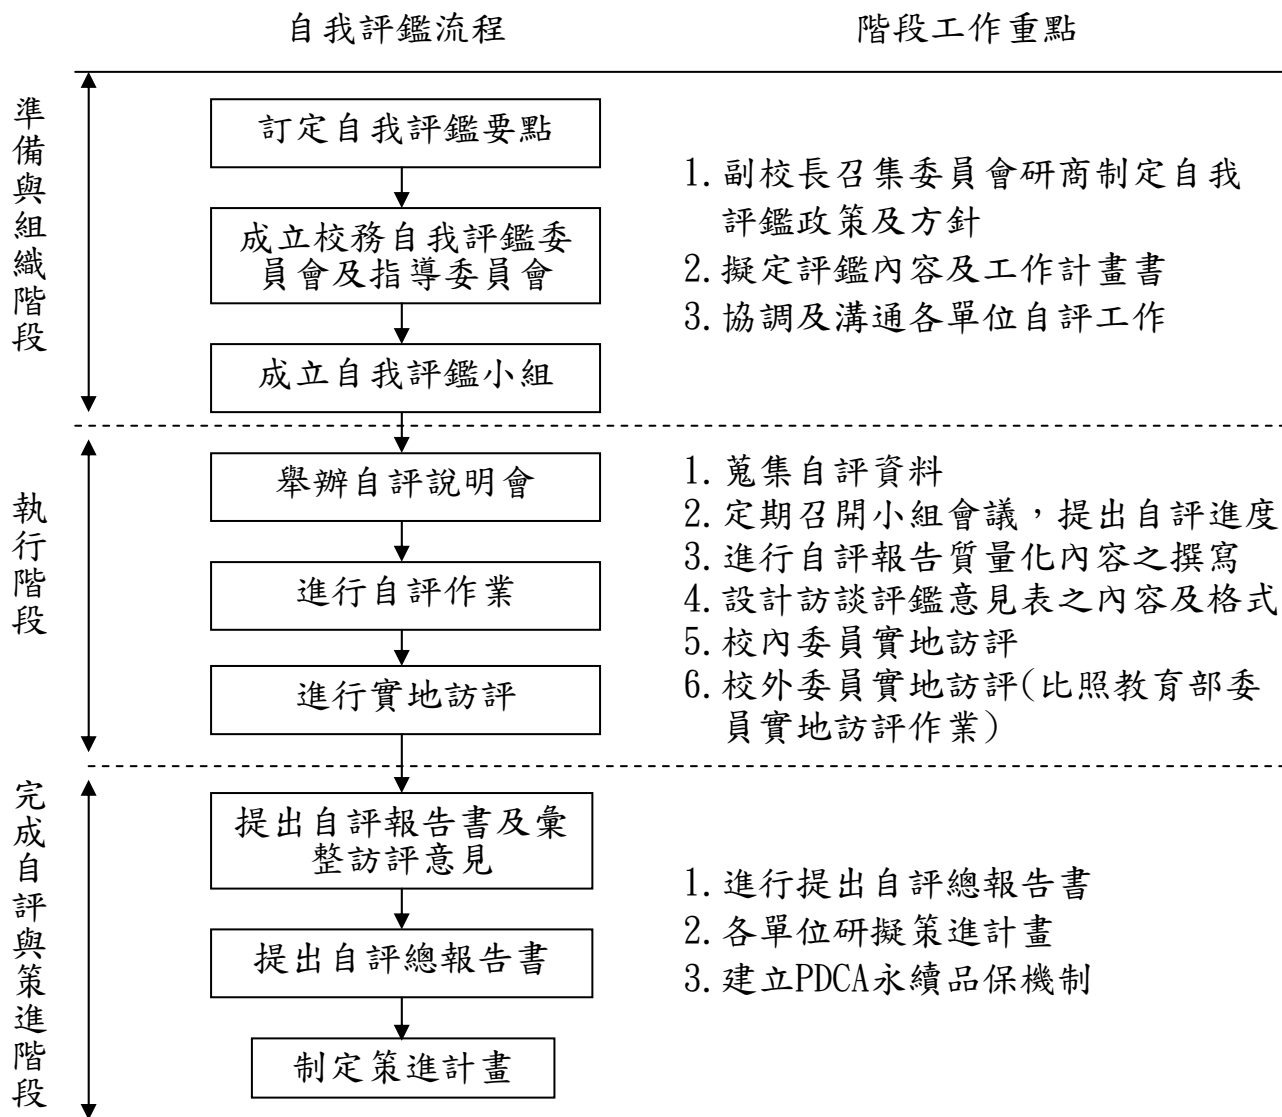 自我評鑑流程
階段工作重點
準備與組織階段
訂定自我評鑑要點
成立校務自我評鑑委
員會及指導委員會
成立自我評鑑小組
1.副校長召集委員會研商制定自我
評鑑政策及方針
2.擬定評鑑內容及工作計畫書
3.協調及溝通各單位自評工作
執行階段
舉辦自評說明會
進行自評作業
進行實地訪評
1.蒐集自評資料
2.定期召開小組會議，提出自評進度
3.進行自評報告質量化內容之撰寫
4.設計訪談評鑑意見表之內容及格式
5.校內委員實地訪評
6.校外委員實地訪評(比照教育部委
員實地訪評作業)
完成自評與策進階段
提出自評報告書及彙
整訪評意見
提出自評總報告書
制定策進計畫
1.進行提出自評總報告書
2.各單位研擬策進計畫
3.建立PDCA永續品保機制